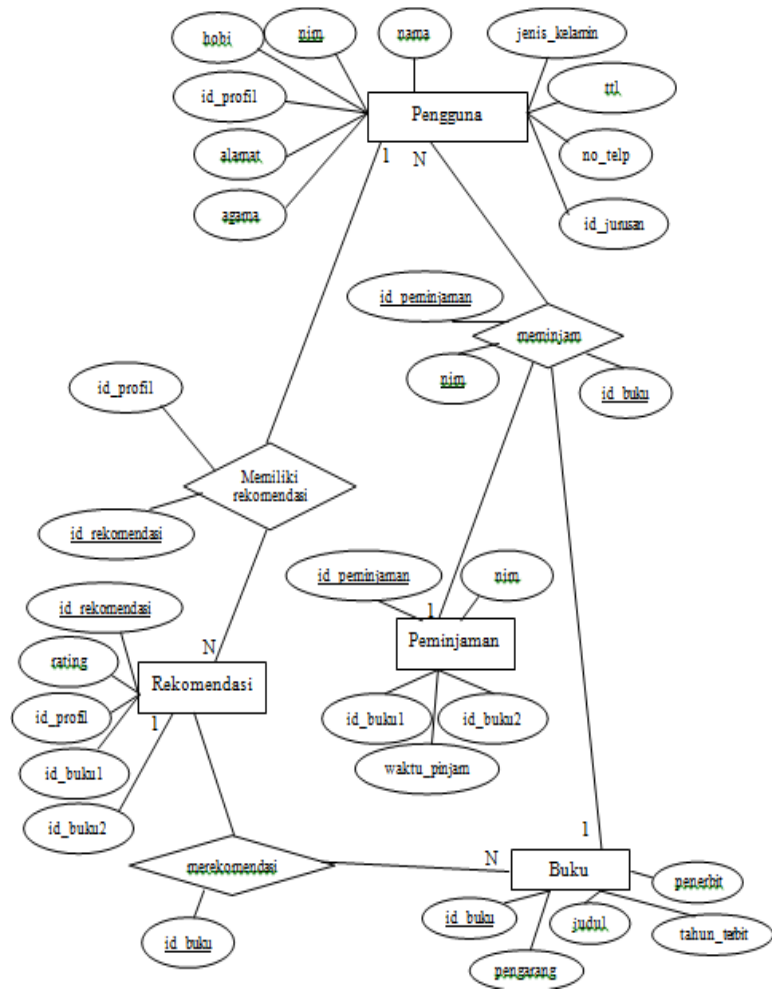 hobi
nim
nama
jenis_kelamin
id_profil
ttl
Pengguna
alamat
no_telp
1
N
agama
id_jurusan
id_peminjaman
meminjam
nim
id_buku
id_profil
Memiliki
rekomendasi
id_rekomendasi
id_peminjaman
nim
id_rekomendasi
1
N
Peminjaman
rating
Rekomendasi
id_profil
1
id_buku1
id_buku2
id_buku1
waktu_pinjam
id_buku2
1
merekomendasi
N
Buku
penerbit
id_buku
judul
tahun_terbit
id_buku
pengarang